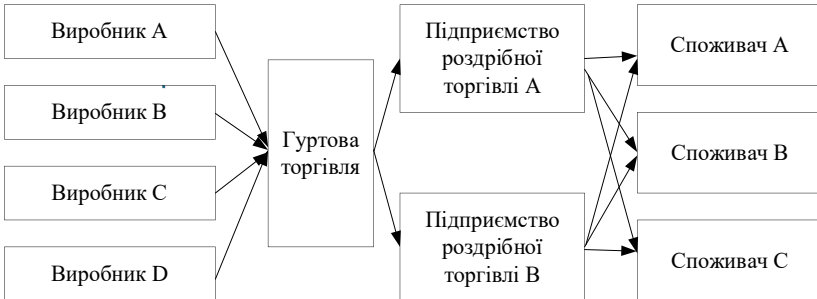 Виробник A
Виробник B
Виробник C
Виробник D
Гуртова
торгівля
Підприємство
роздрібної
торгівлі A
Підприємство
роздрібної
торгівлі B
Споживач A
Споживач B
Споживач C